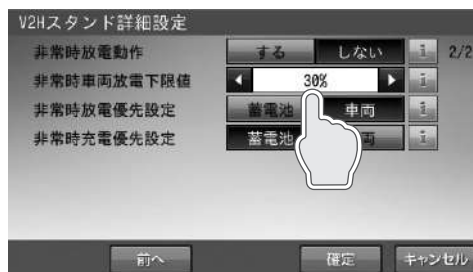 V2Hスタンド詳細設定
非常時放電動作 する しない i 2/2
非常時車両放電下限値 30% i
非常時放電優先設定 蓄電池 車両 i
非常時充電優先設定 蓄電池 i
前へ 確定 キャンセル